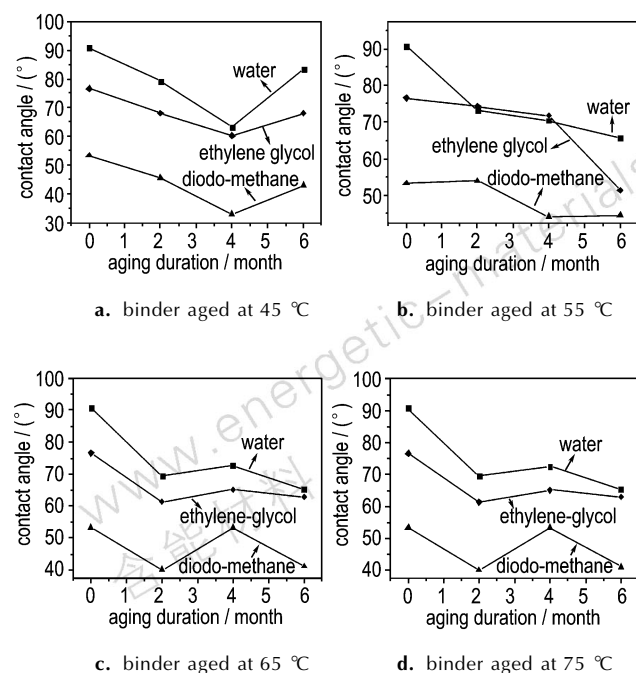 100
90
80
70
60
50
40
30
contact angle / (°)
water
ethylene glycol
diodo-methane
0 1 2 3 4 5 6
aging duration / month
a. binder aged at 45 ℃
90
80
70
60
50
contact angle / (°)
water
ethylene glycol
diodo-methane
0 1 2 3 4 5 6
aging duration / month
b. binder aged at 55 ℃
100
90
80
70
60
50
40
contact angle / (°)
water
ethylene-glycol
diodo-methane
0 1 2 3 4 5 6
aging duration / month
c. binder aged at 65 ℃
100
90
80
70
60
50
40
contact angle / (°)
water
ethylene-glycol
diodo-methane
0 1 2 3 4 5 6
aging duration / month
d. binder aged at 75 ℃
www.energetic-materials
含能材料